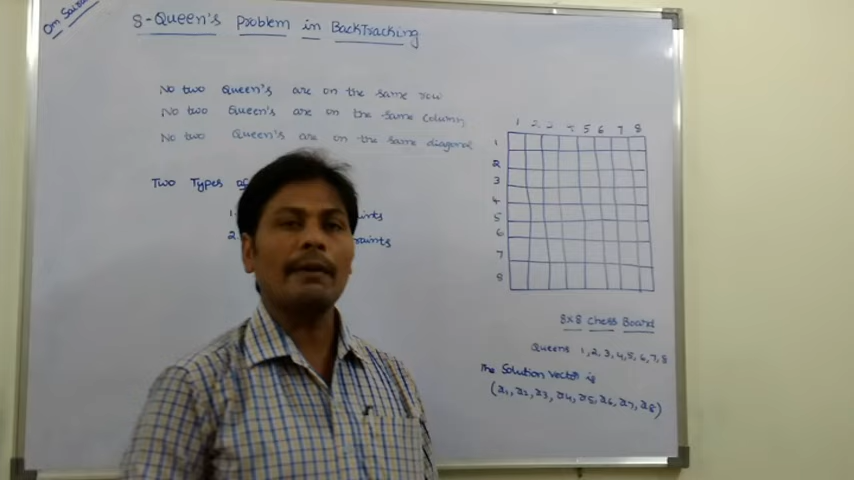 Om Sairam
8-Queen's Problem in BackTracking
No two Queen's are on the same row
No two Queen's are on the same column
No two Queen's are on the same diagonal
Two Types of
1.
2.
1 2 3 4 5 6 7 8
1
2
3
4
5
6
7
8
8x8 Chess Board
Queens 1,2,3,4,5,6,7,8
The Solution vector is
(x1, x2, x3, x4, x5, x6, x7, x8)